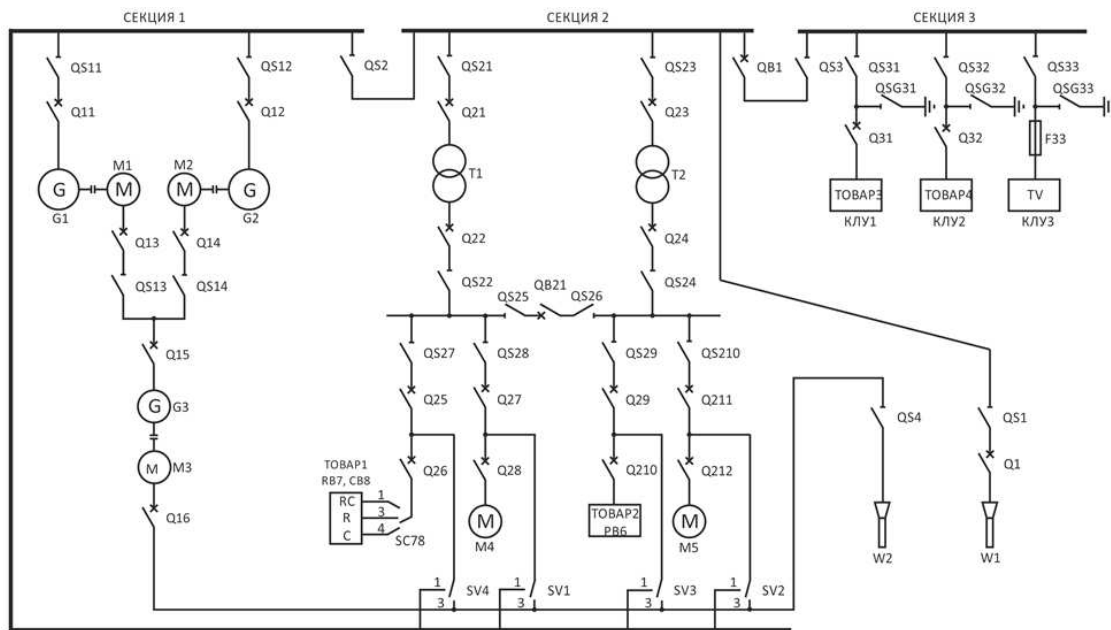 СЕКЦИЯ 1
СЕКЦИЯ 2
СЕКЦИЯ 3
QS11
QS12
QS2
QS21
QS23
QB1
QS3
QS31
QS32
QS33
QSG31
QSG32
QSG33
Q11
Q12
Q21
Q23
Q31
Q32
F33
M1
M2
G
M
M
G
G1
G2
T1
T2
ТОВАР3
ТОВАР4
TV
КЛУ1
КЛУ2
КЛУ3
Q13
Q14
Q22
Q24
QS13
QS14
QS22
QS24
QS25
QB21
QS26
Q15
QS27
QS28
QS29
QS210
G
G3
Q25
Q27
Q29
Q211
QS4
QS1
M
M3
Q26
Q28
Q210
Q212
Q1
ТОВАР1
RB7, CB8
RC
R
C
1
3
4
SC78
M
M4
ТОВАР2
РВ6
M
M5
Q16
W2
W1
1
3
SV4
1
3
SV1
1
3
SV3
1
3
SV2